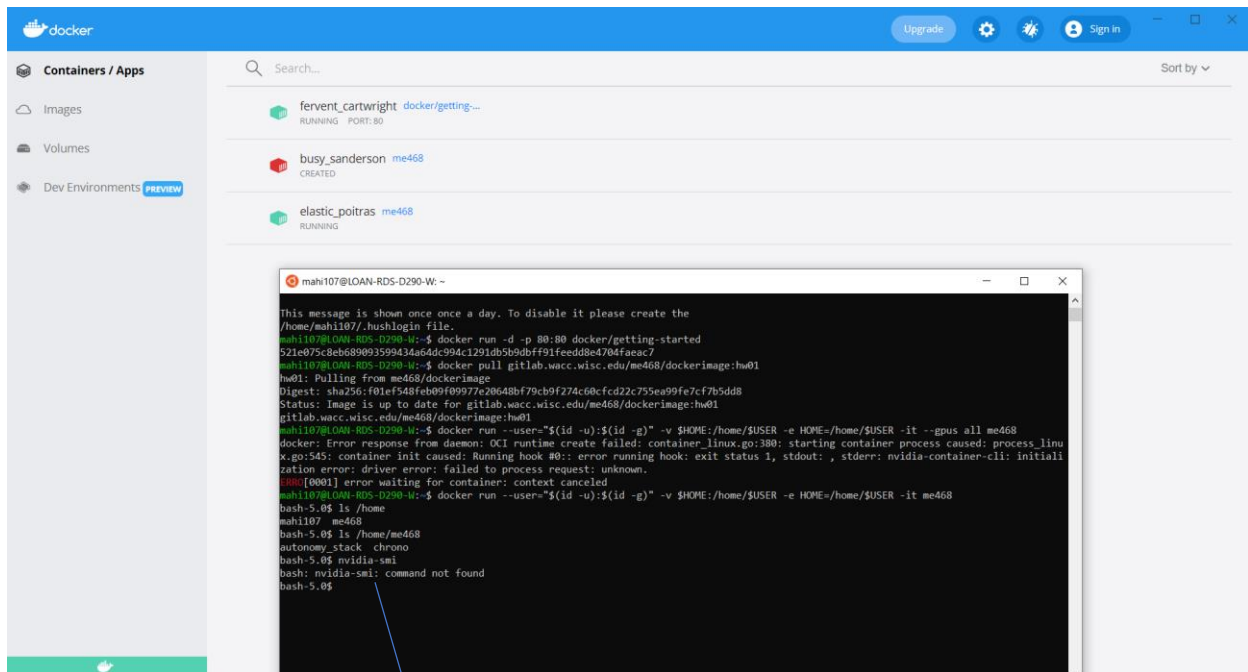 docker
Upgrade
Sign in
Containers / Apps
Images
Volumes
Dev Environments PREVIEW
Search...
Sort by
fervent_cartwright docker/getting-...
RUNNING PORT: 80
busy_sanderson me468
CREATED
elastic_poitras me468
RUNNING
mahi107@LOAN-RDS-D290-W: ~
This message is shown once once a day. To disable it please create the
/home/mahi107/.hushlogin file.
mahi107@LOAN-RDS-D290-W:~$ docker run -d -p 80:80 docker/getting-started
521e075c8eb689093599434a64dc994c1291db5b9dbff91feedd8e4704faeac7
mahi107@LOAN-RDS-D290-W:~$ docker pull gitlab.wacc.wisc.edu/me468/dockerimage:hw01
hw01: Pulling from me468/dockerimage
Digest: sha256:f01ef548feb09f09977e20648bf79cb9f274c60cfcd22c755ea99fe7cf7b5dd8
Status: Image is up to date for gitlab.wacc.wisc.edu/me468/dockerimage:hw01
gitlab.wacc.wisc.edu/me468/dockerimage:hw01
mahi107@LOAN-RDS-D290-W:~$ docker run --user="$(id -u):$(id -g)" -v $HOME:/home/$USER -e HOME=/home/$USER -it --gpus all me468
docker: Error response from daemon: OCI runtime create failed: container_linux.go:380: starting container process caused: process_linu
x.go:545: container init caused: Running hook #0:: error running hook: exit status 1, stdout: , stderr: nvidia-container-cli: initiali
zation error: driver error: failed to process request: unknown.
ERRO[0001] error waiting for container: context canceled
mahi107@LOAN-RDS-D290-W:~$ docker run --user="$(id -u):$(id -g)" -v $HOME:/home/$USER -e HOME=/home/$USER -it me468
bash-5.0$ ls /home
mahi107 me468
bash-5.0$ ls /home/me468
autonomy_stack chrono
bash-5.0$ nvidia-smi
bash: nvidia-smi: command not found
bash-5.0$